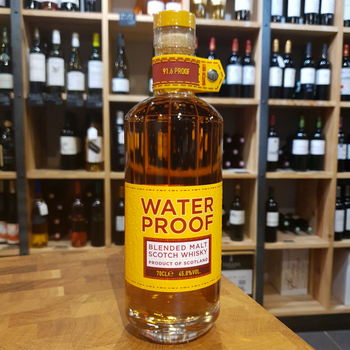 91.6 PROOF
WATER
PROOF
BLENDED MALT
SCOTCH WHISKY
PRODUCT OF SCOTLAND
70CL℮ 45.8%VOL.